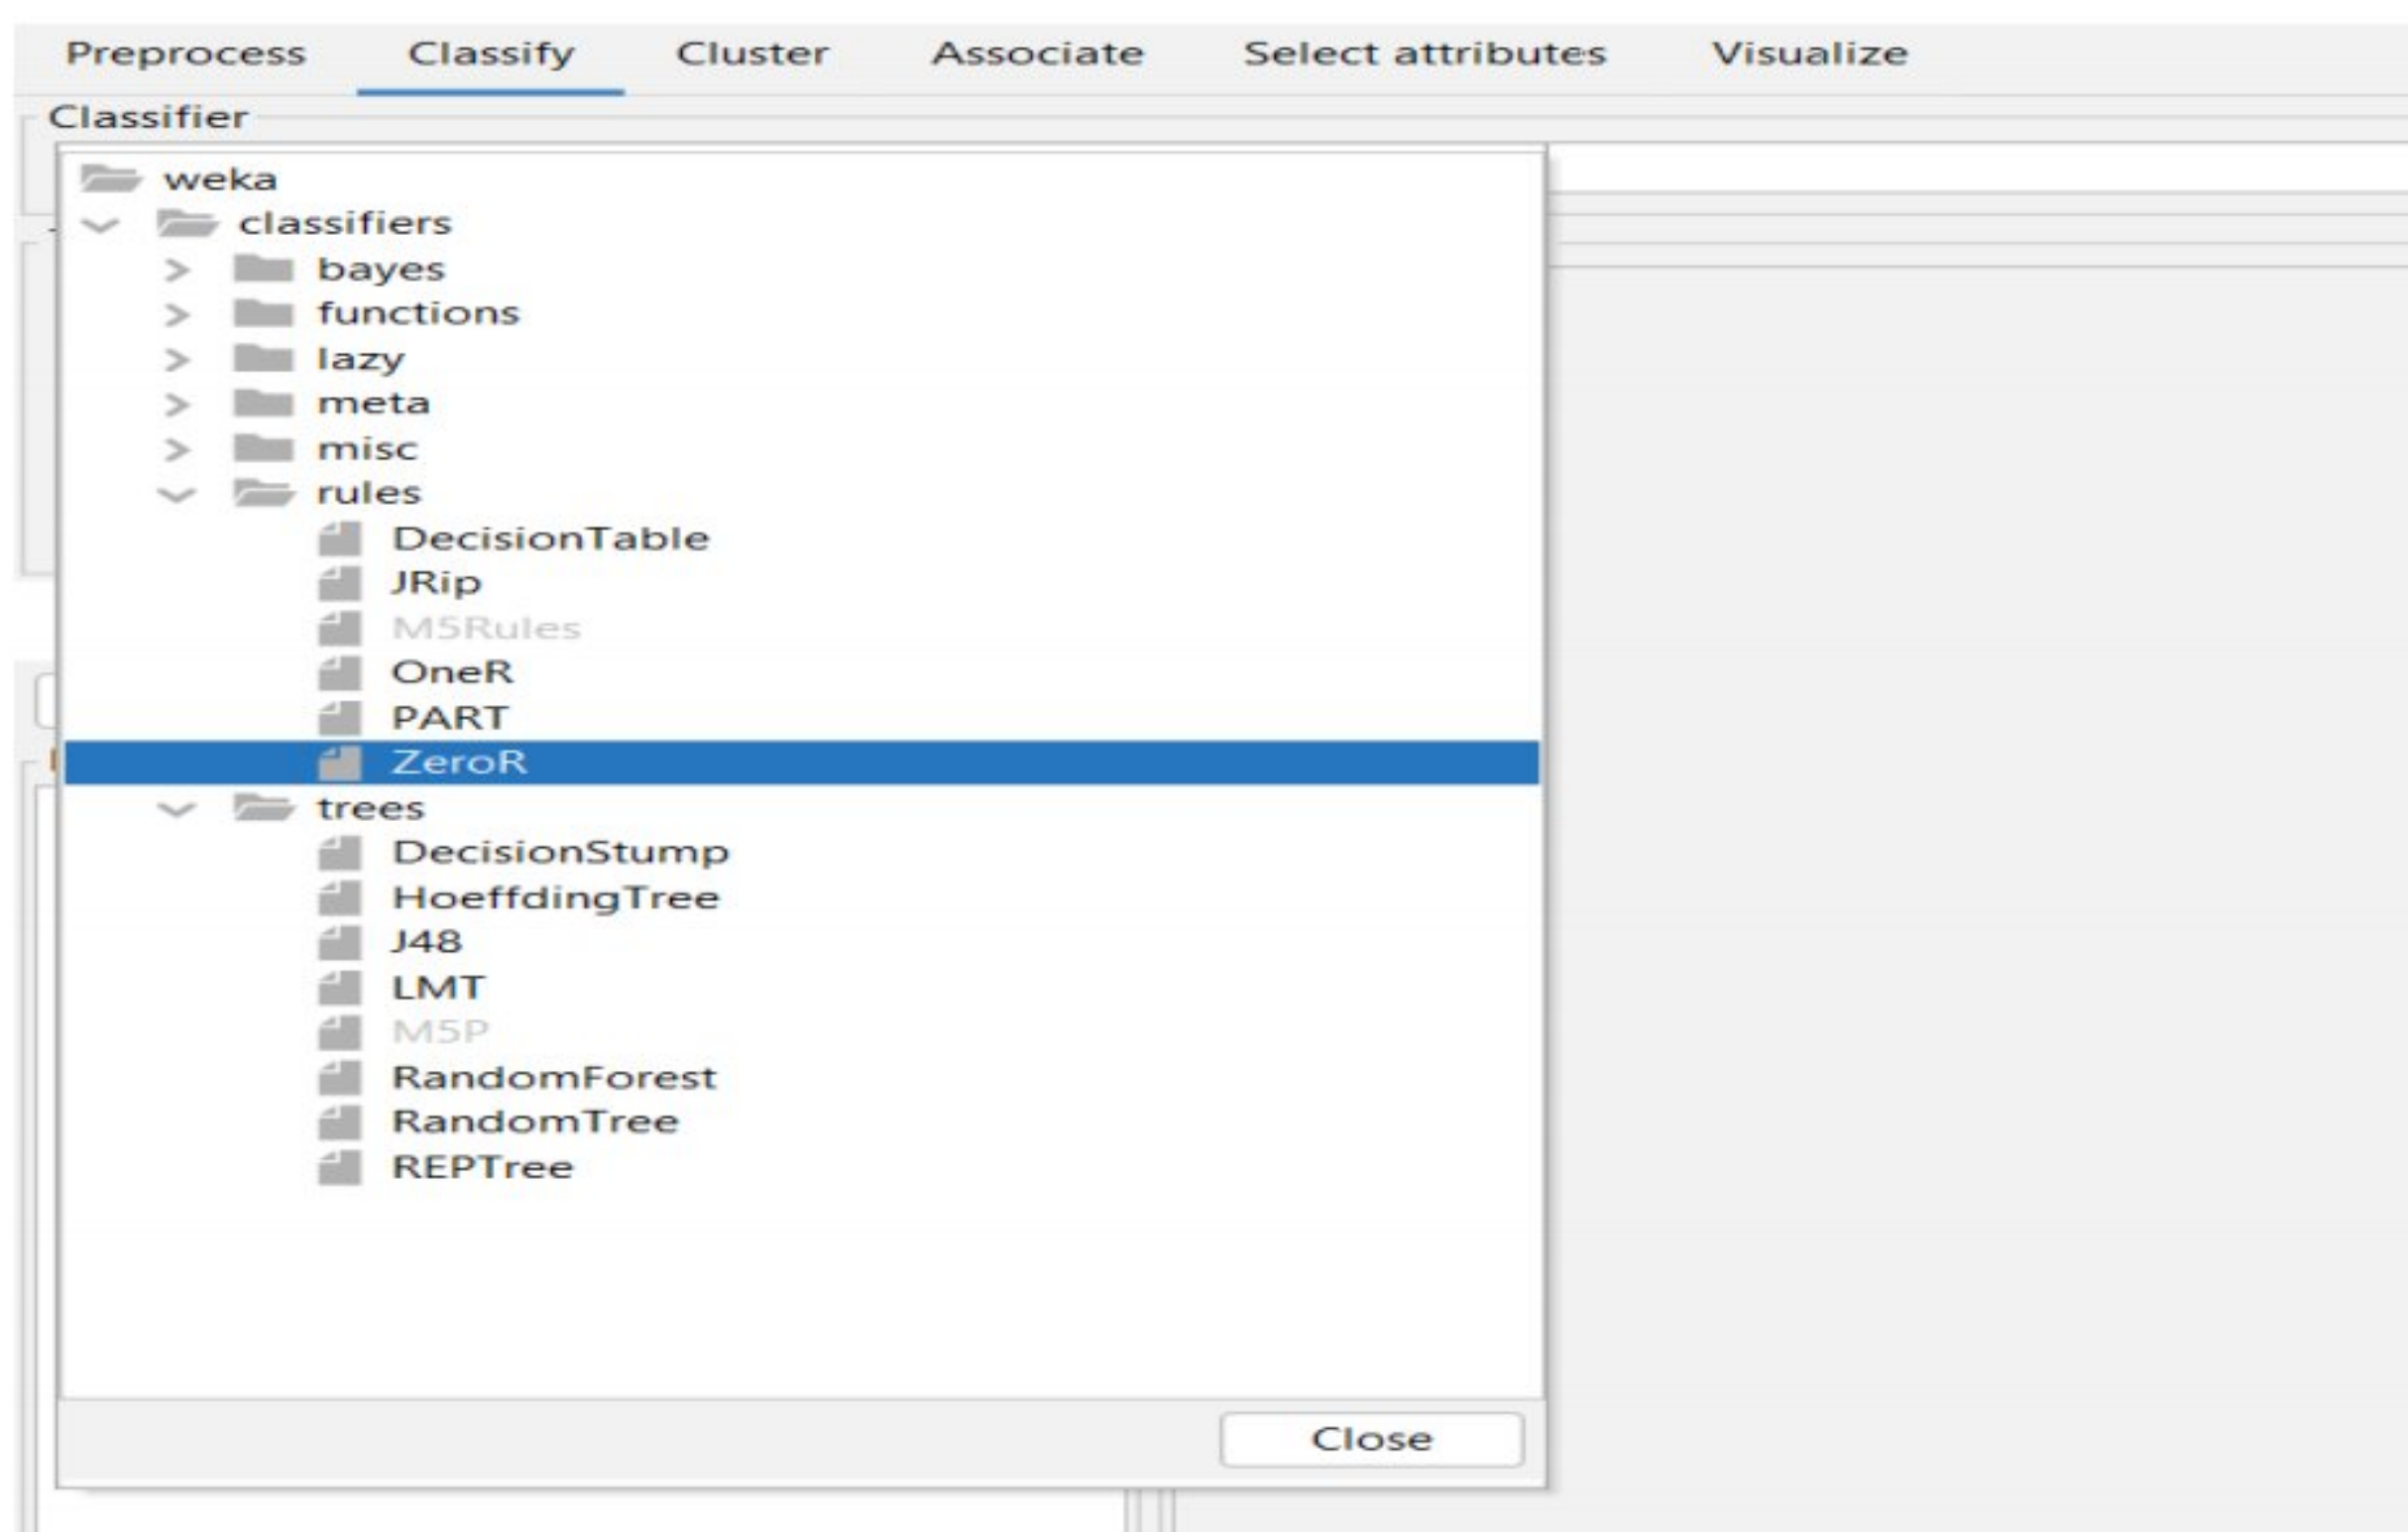 Preprocess Classify Cluster Associate Select attributes Visualize
Classifier
weka
classifiers
bayes
functions
lazy
meta
misc
rules
DecisionTable
JRip
M5Rules
OneR
PART
ZeroR
trees
DecisionStump
HoeffdingTree
J48
LMT
M5P
RandomForest
RandomTree
REPTree
Close